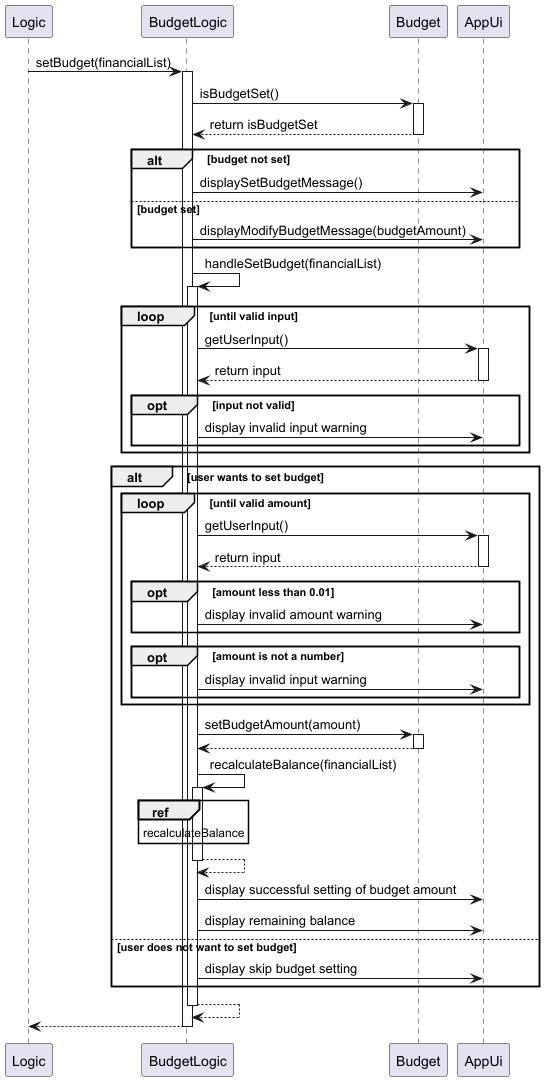 Logic BudgetLogic Budget AppUi
setBudget(financialList)
isBudgetSet()
return isBudgetSet
alt [budget not set]
displaySetBudgetMessage()
[budget set]
displayModifyBudgetMessage(budgetAmount)
handleSetBudget(financialList)
loop [until valid input]
getUserInput()
return input
opt [input not valid]
display invalid input warning
alt [user wants to set budget]
loop [until valid amount]
getUserInput()
return input
opt [amount less than 0.01]
display invalid amount warning
opt [amount is not a number]
display invalid input warning
setBudgetAmount(amount)
recalculateBalance(financialList)
ref
recalculateBalance
display successful setting of budget amount
display remaining balance
[user does not want to set budget]
display skip budget setting
Logic BudgetLogic Budget AppUi